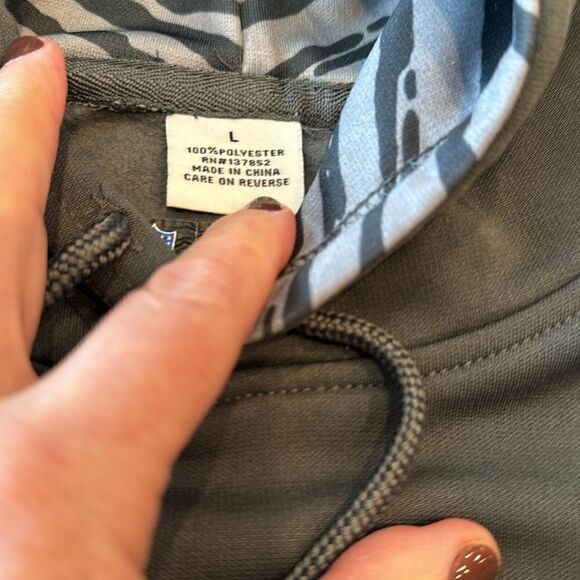 L
100%POLYESTER
RN#137852
MADE IN CHINA
CARE ON REVERSE